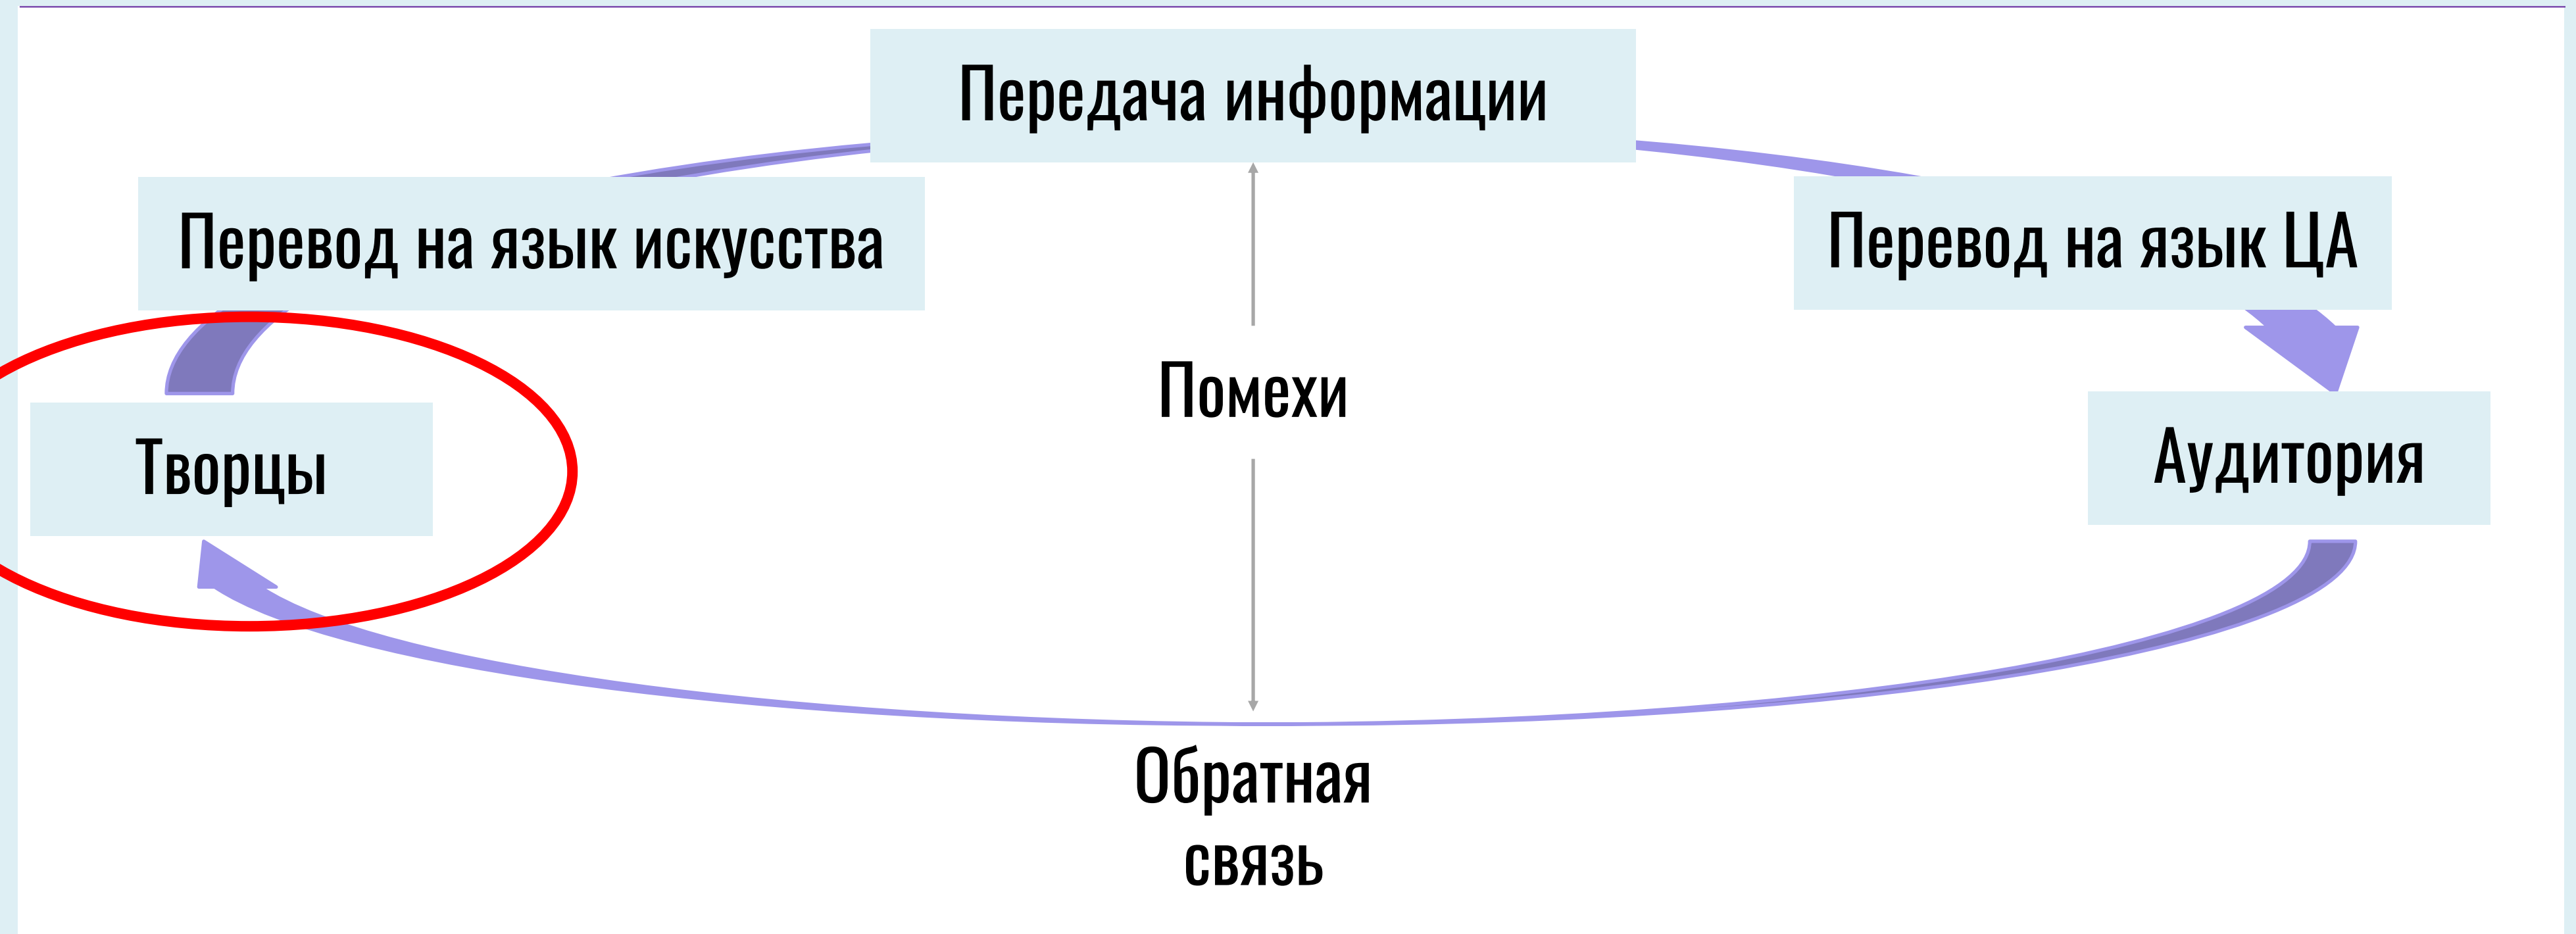 Передача информации
Перевод на язык искусства
Перевод на язык ЦА
Помехи
Творцы
Аудитория
Обратная
связь